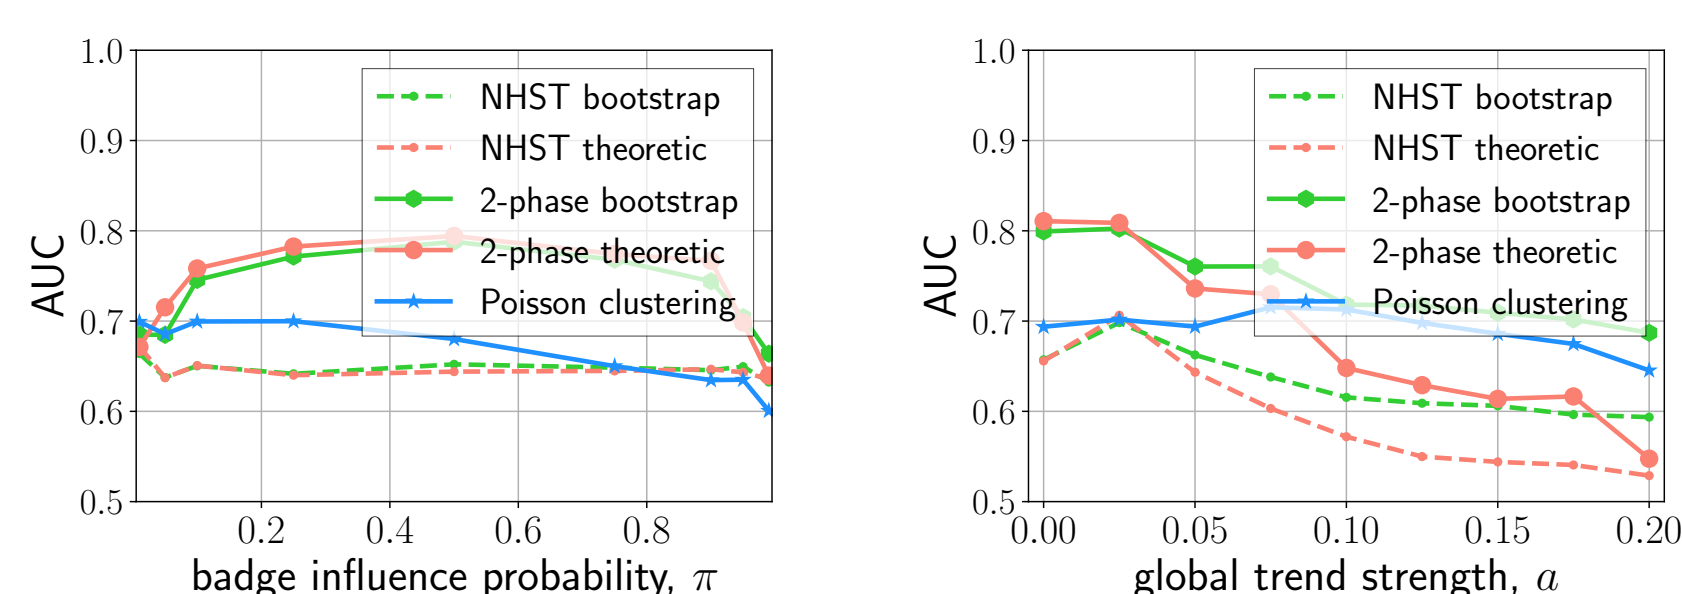 1.0
0.9
0.8
0.7
0.6
0.5
AUC
NHST bootstrap
NHST theoretic
2-phase bootstrap
2-phase theoretic
Poisson clustering
0.2 0.4 0.6 0.8
badge influence probability, π
1.0
0.9
0.8
0.7
0.6
0.5
AUC
NHST bootstrap
NHST theoretic
2-phase bootstrap
2-phase theoretic
Poisson clustering
0.00 0.05 0.10 0.15 0.20
global trend strength, a